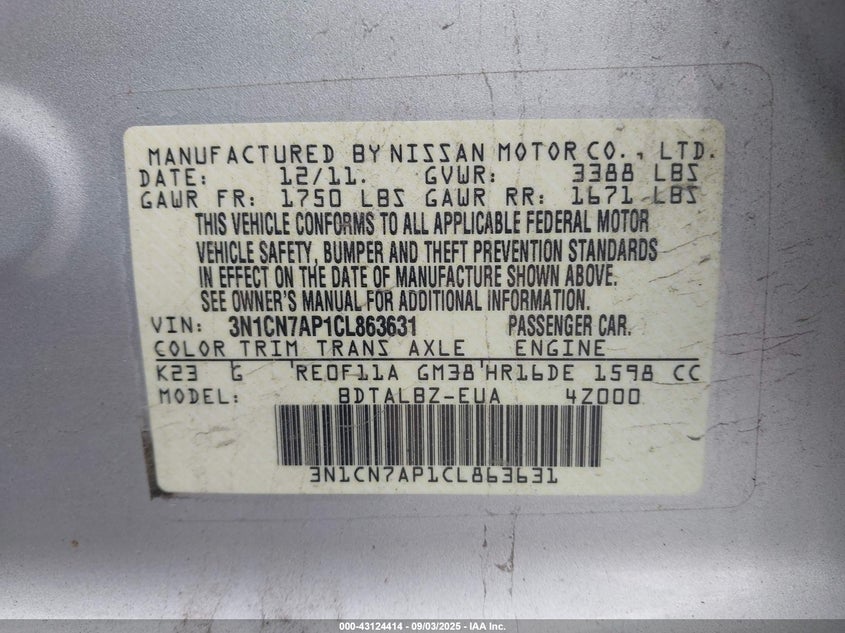 MANUFACTURED BY NISSAN MOTOR CO., LTD.
DATE: 12/11. GVWR: 3388 LBS
GAWR FR: 1750 LBS GAWR RR: 1671 LBS
THIS VEHICLE CONFORMS TO ALL APPLICABLE FEDERAL MOTOR
VEHICLE SAFETY, BUMPER AND THEFT PREVENTION STANDARDS
IN EFFECT ON THE DATE OF MANUFACTURE SHOWN ABOVE.
SEE OWNER'S MANUAL FOR ADDITIONAL INFORMATION.
VIN: 3N1CN7AP1CL863631 PASSENGER CAR.
COLOR TRIM TRANS AXLE ENGINE
K23 G RE0F11A GM38 HR16DE 1598 CC
MODEL: BDTALBZ-EUA 4Z000
3N1CN7AP1CL863631
000-43124414 - 09/03/2025 - IAA Inc.